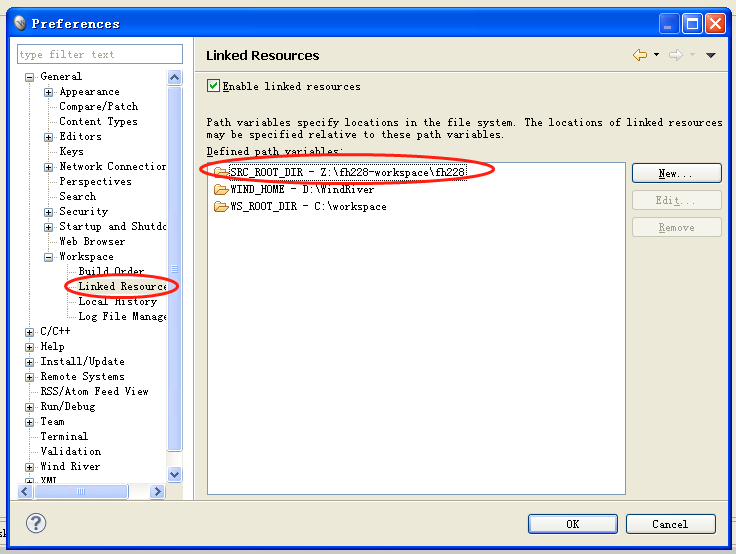 Preferences
type filter text
General
Appearance
Compare/Patch
Content Types
Editors
Keys
Network Connection
Perspectives
Search
Security
Startup and Shutdo
Web Browser
Workspace
Build Order
Linked Resource
Local History
Log File Manage
C/C++
Help
Install/Update
Remote Systems
RSS/Atom Feed View
Run/Debug
Team
Terminal
Validation
Wind River
XML
Linked Resources
Enable linked resources
Path variables specify locations in the file system. The locations of linked resources
may be specified relative to these path variables.
Defined path variables:
SRC_ROOT_DIR - Z:\fh228-workspace\fh228
WIND_HOME - D:\WindRiver
WS_ROOT_DIR - C:\workspace
New...
Edit...
Remove
OK
Cancel